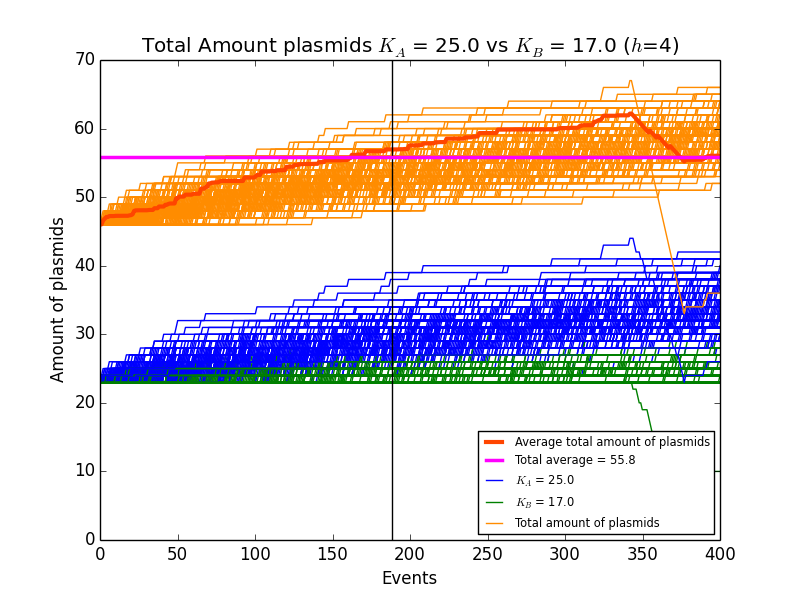 Total Amount plasmids K_A = 25.0 vs K_B = 17.0 (h=4)
Amount of plasmids
70
60
50
40
30
20
10
0
0 50 100 150 200 250 300 350 400
Events
Average total amount of plasmids
Total average = 55.8
K_A = 25.0
K_B = 17.0
Total amount of plasmids